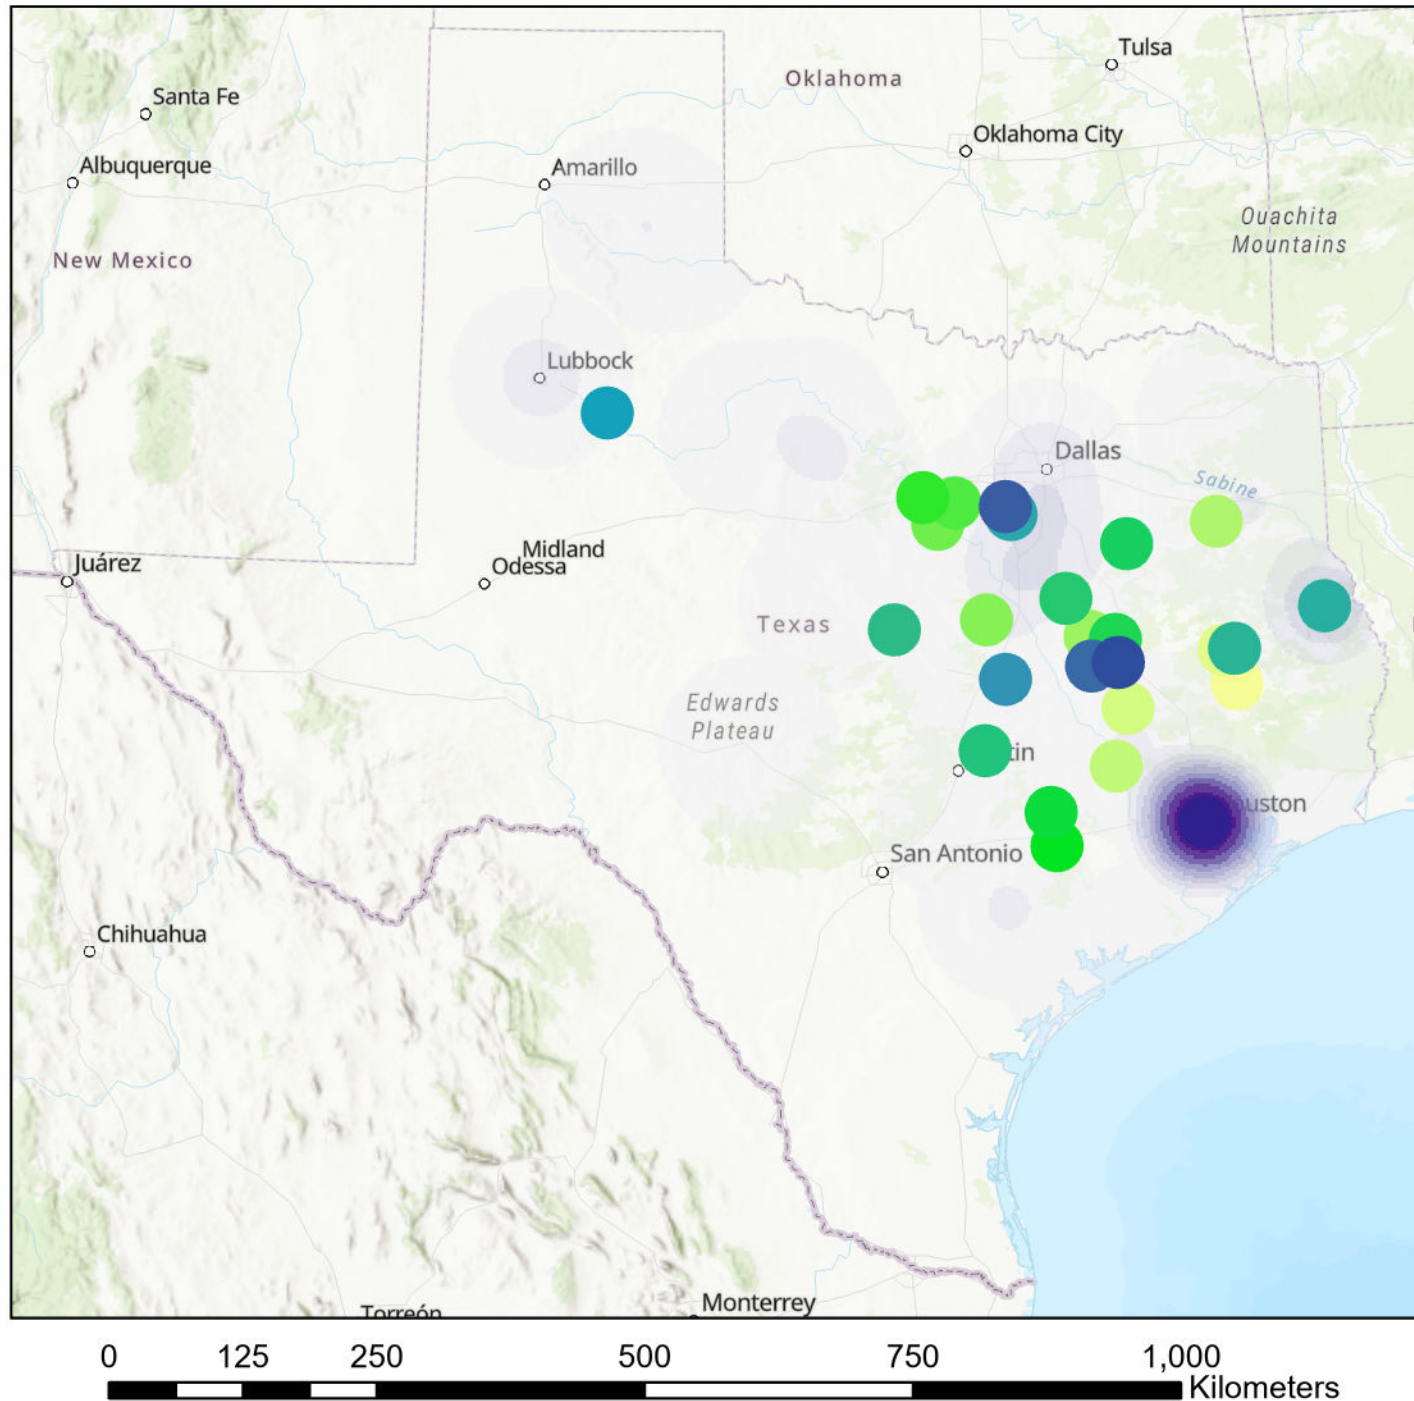 Tulsa
Oklahoma
Santa Fe
Oklahoma City
Albuquerque
Amarillo
Ouachita
Mountains
New Mexico
Lubbock
Dallas
Sabine
Midland
Odessa
Juárez
Texas
Edwards
Plateau
tin
uston
San Antonio
Chihuahua
Monterrey
Torreón
0 125 250 500 750 1,000
Kilometers